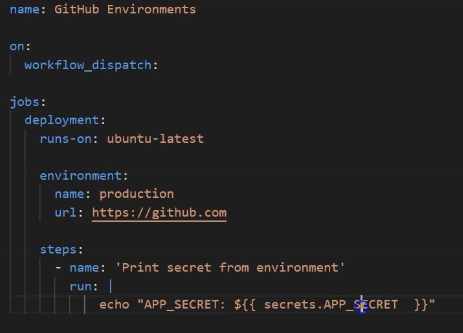 name: GitHub Environments
on:
workflow_dispatch:
jobs:
deployment:
runs-on: ubuntu-latest
environment:
name: production
url: https://github.com
steps:
- name: 'Print secret from environment'
run: |
echo "APP_SECRET: ${{ secrets.APP_SECRET  }}"